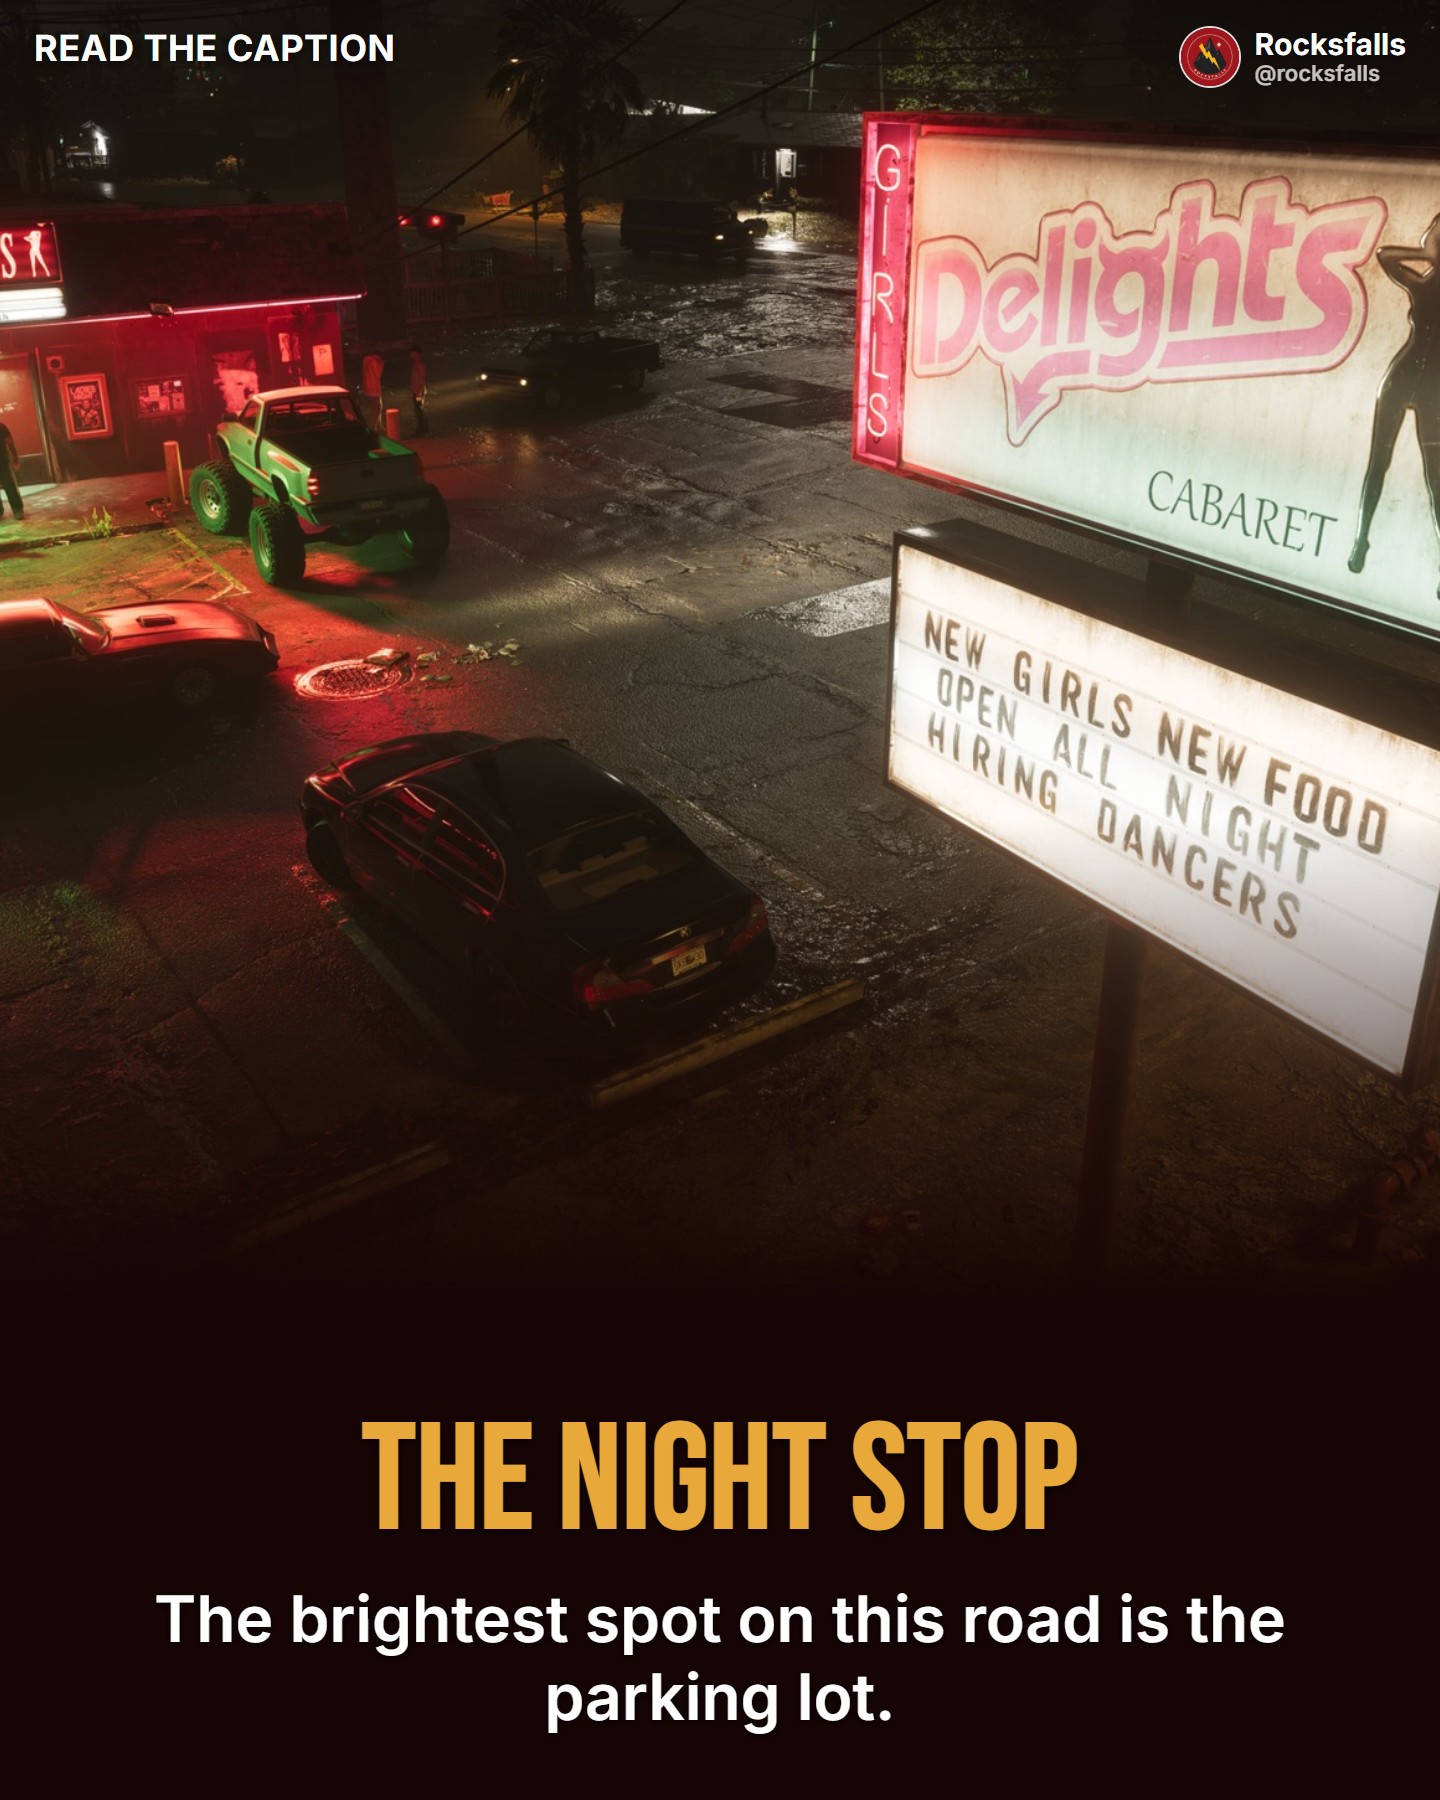 READ THE CAPTION
Rocksfalls
@rocksfalls
GIRLS
Delights
CABARET
S
NEW GIRLS NEW FOOD
OPEN ALL NIGHT
HIRING DANCERS
THE NIGHT STOP
The brightest spot on this road is the
parking lot.